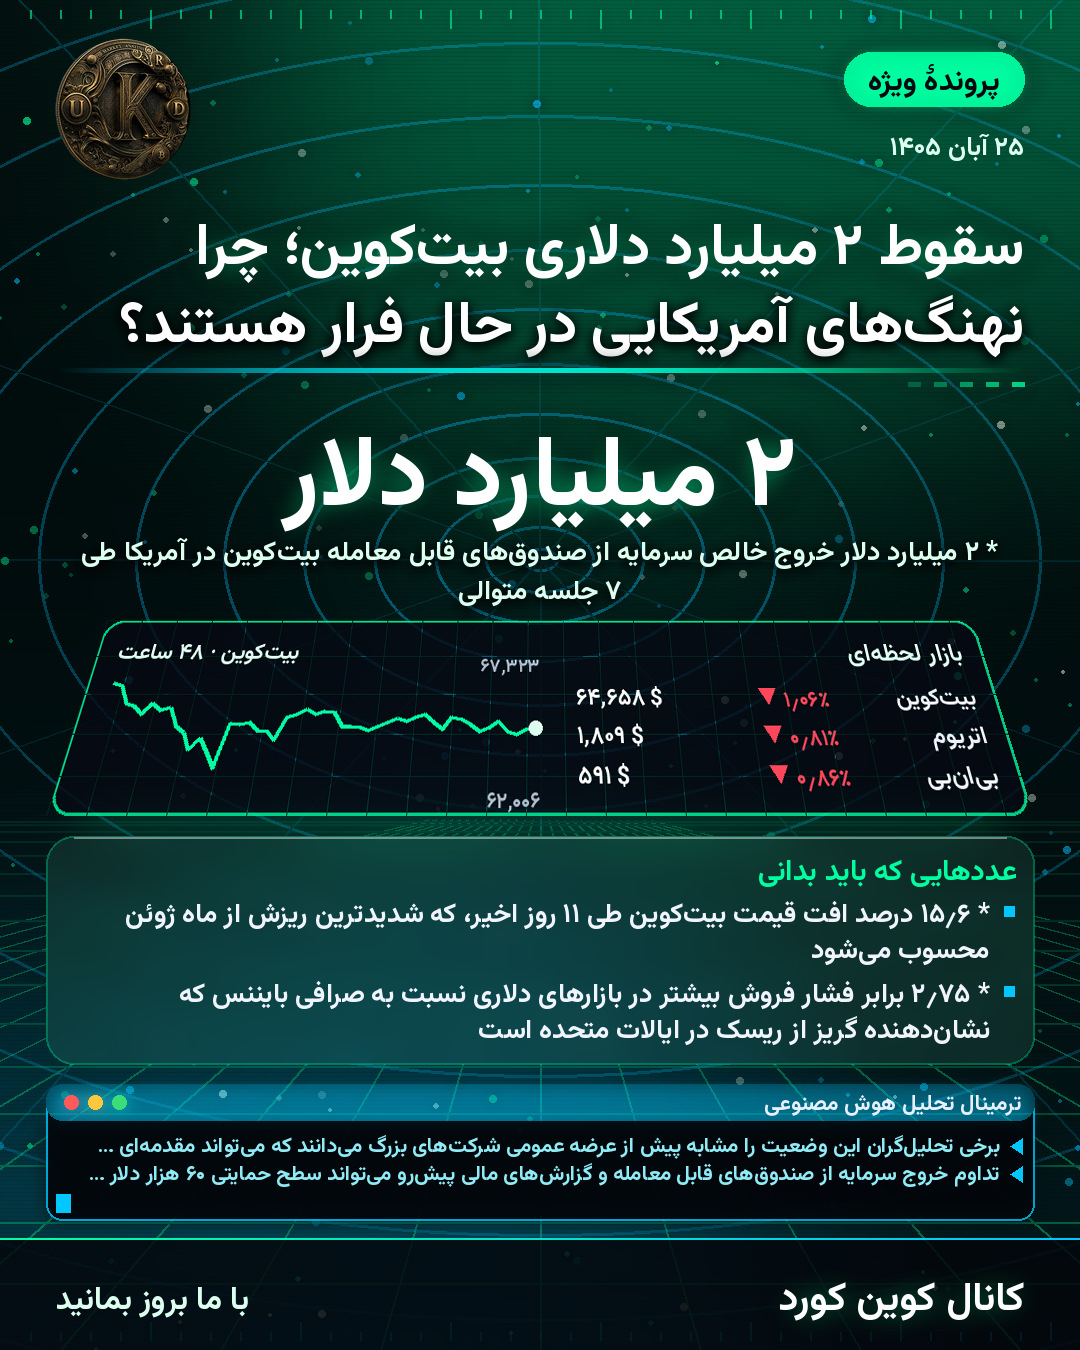 پروندهٔ ویژه
۲۵ آبان ۱۴۰۵
سقوط ۲ میلیارد دلاری بیت‌کوین؛ چرا
نهنگ‌های آمریکایی در حال فرار هستند؟
۲ میلیارد دلار
* ۲ میلیارد دلار خروج خالص سرمایه از صندوق‌های قابل معامله بیت‌کوین در آمریکا طی
۷ جلسه متوالی
بازار لحظه‌ای
بیت‌کوین ▼ ۱٫۰۶٪ ۶۴,۶۵۸ $
اتریوم ▼ ۰٫۸۱٪ ۱,۸۰۹ $
بی‌ان‌بی ▼ ۰٫۸۶٪ ۵۹۱ $
بیت‌کوین · ۴۸ ساعت
۶۷,۳۲۳
۶۲,۰۰۶
عددهایی که باید بدانی
* ۱۵٫۶ درصد افت قیمت بیت‌کوین طی ۱۱ روز اخیر، که شدیدترین ریزش از ماه ژوئن
محسوب می‌شود
* ۲٫۷۵ برابر فشار فروش بیشتر در بازارهای دلاری نسبت به صرافی بایننس که
نشان‌دهنده گریز از ریسک در ایالات متحده است
ترمینال تحلیل هوش مصنوعی
برخی تحلیل‌گران این وضعیت را مشابه پیش از عرضه عمومی شرکت‌های بزرگ می‌دانند که می‌تواند مقدمه‌ای ...
تداوم خروج سرمایه از صندوق‌های قابل معامله و گزارش‌های مالی پیش‌رو می‌تواند سطح حمایتی ۶۰ هزار دلار ...
کانال کوین کورد
با ما بروز بمانید